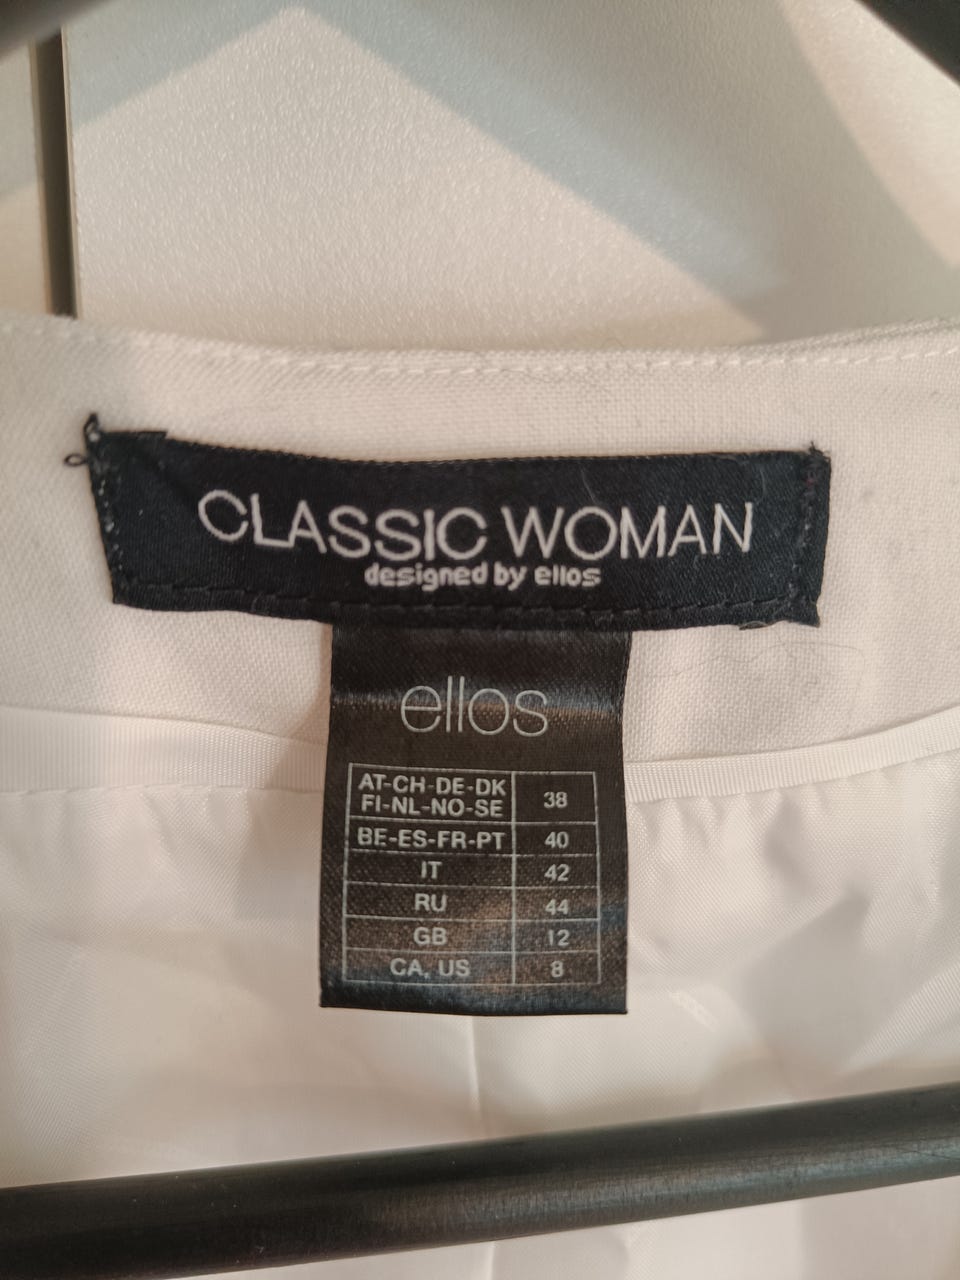 CLASSIC WOMAN
designed by ellos
ellos
AT-CH-DE-DK
FI-NL-NO-SE 38
BE-ES-FR-PT 40
IT 42
RU 44
GB 12
CA, US 8